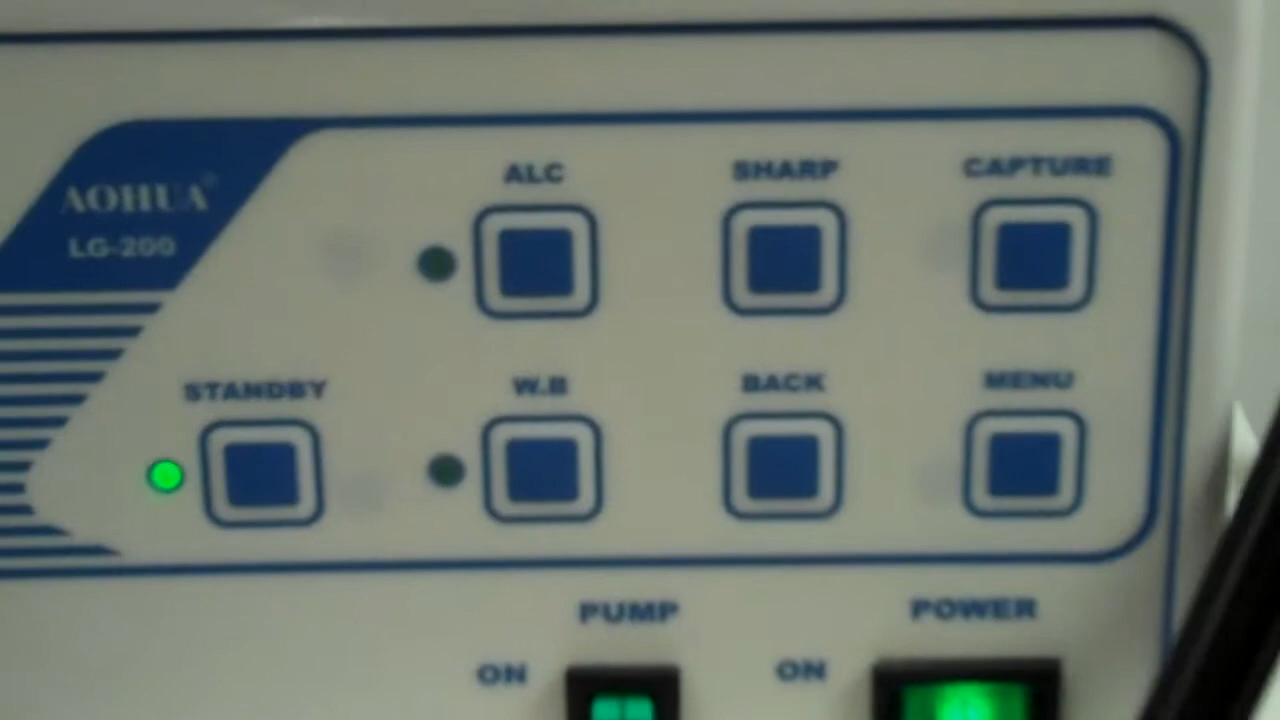 AOHUA®
LG-200
ALC
SHARP
CAPTURE
STANDBY
W.B
BACK
MENU
PUMP
POWER
ON
ON